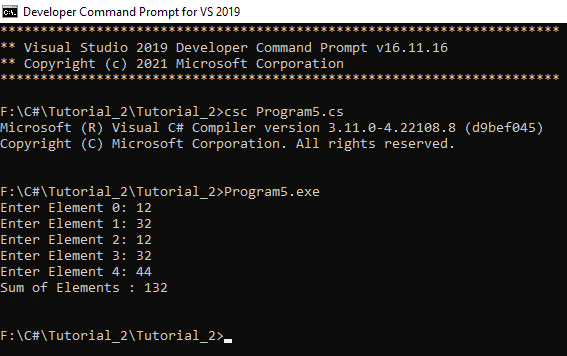 Developer Command Prompt for VS 2019
**********************************************************************
** Visual Studio 2019 Developer Command Prompt v16.11.16
** Copyright (c) 2021 Microsoft Corporation
**********************************************************************
F:\C#\Tutorial_2\Tutorial_2>csc Program5.cs
Microsoft (R) Visual C# Compiler version 3.11.0-4.22108.8 (d9bef045)
Copyright (C) Microsoft Corporation. All rights reserved.
F:\C#\Tutorial_2\Tutorial_2>Program5.exe
Enter Element 0: 12
Enter Element 1: 32
Enter Element 2: 12
Enter Element 3: 32
Enter Element 4: 44
Sum of Elements : 132
F:\C#\Tutorial_2\Tutorial_2>